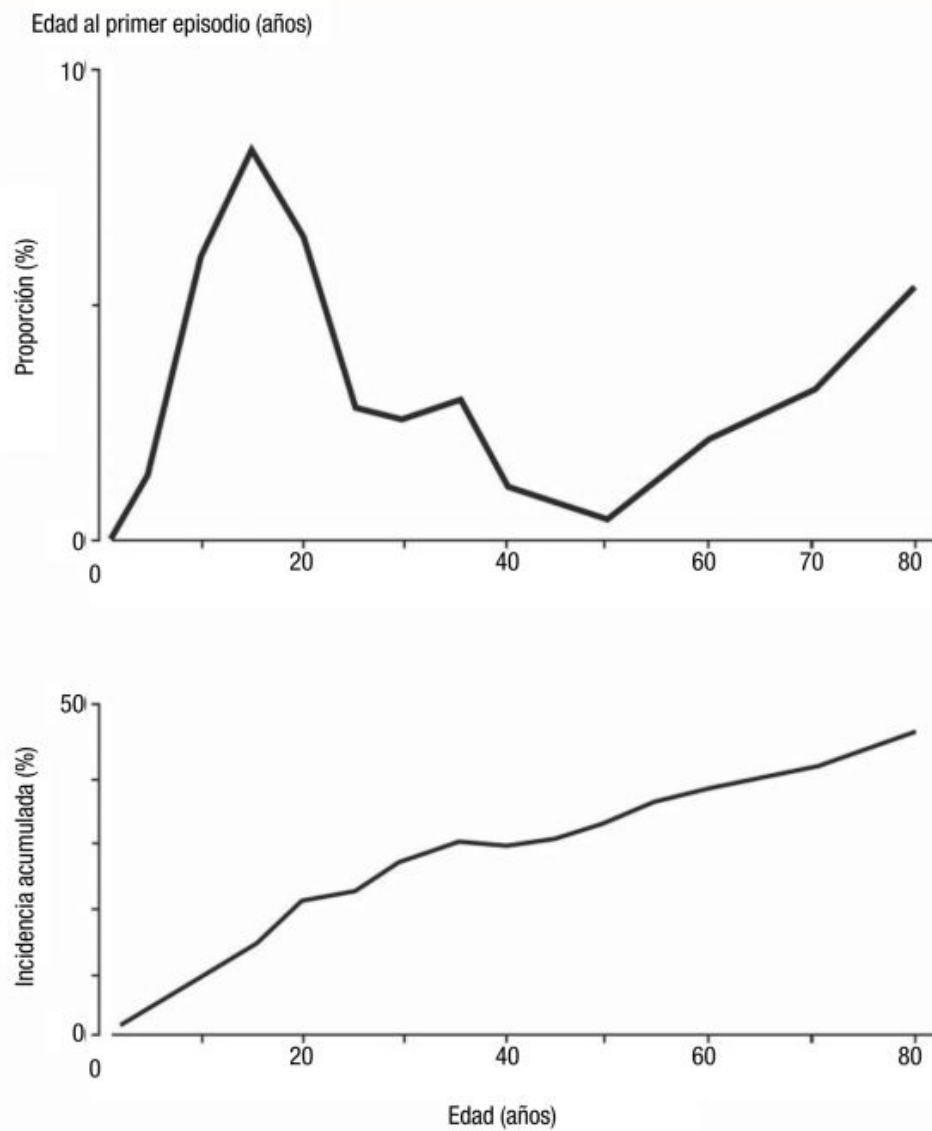 Edad al primer episodio (años)
10
Proporción (%)
0
0 20 40 60 70 80
50
Incidencia acumulada (%)
0
0 20 40 60 80
Edad (años)